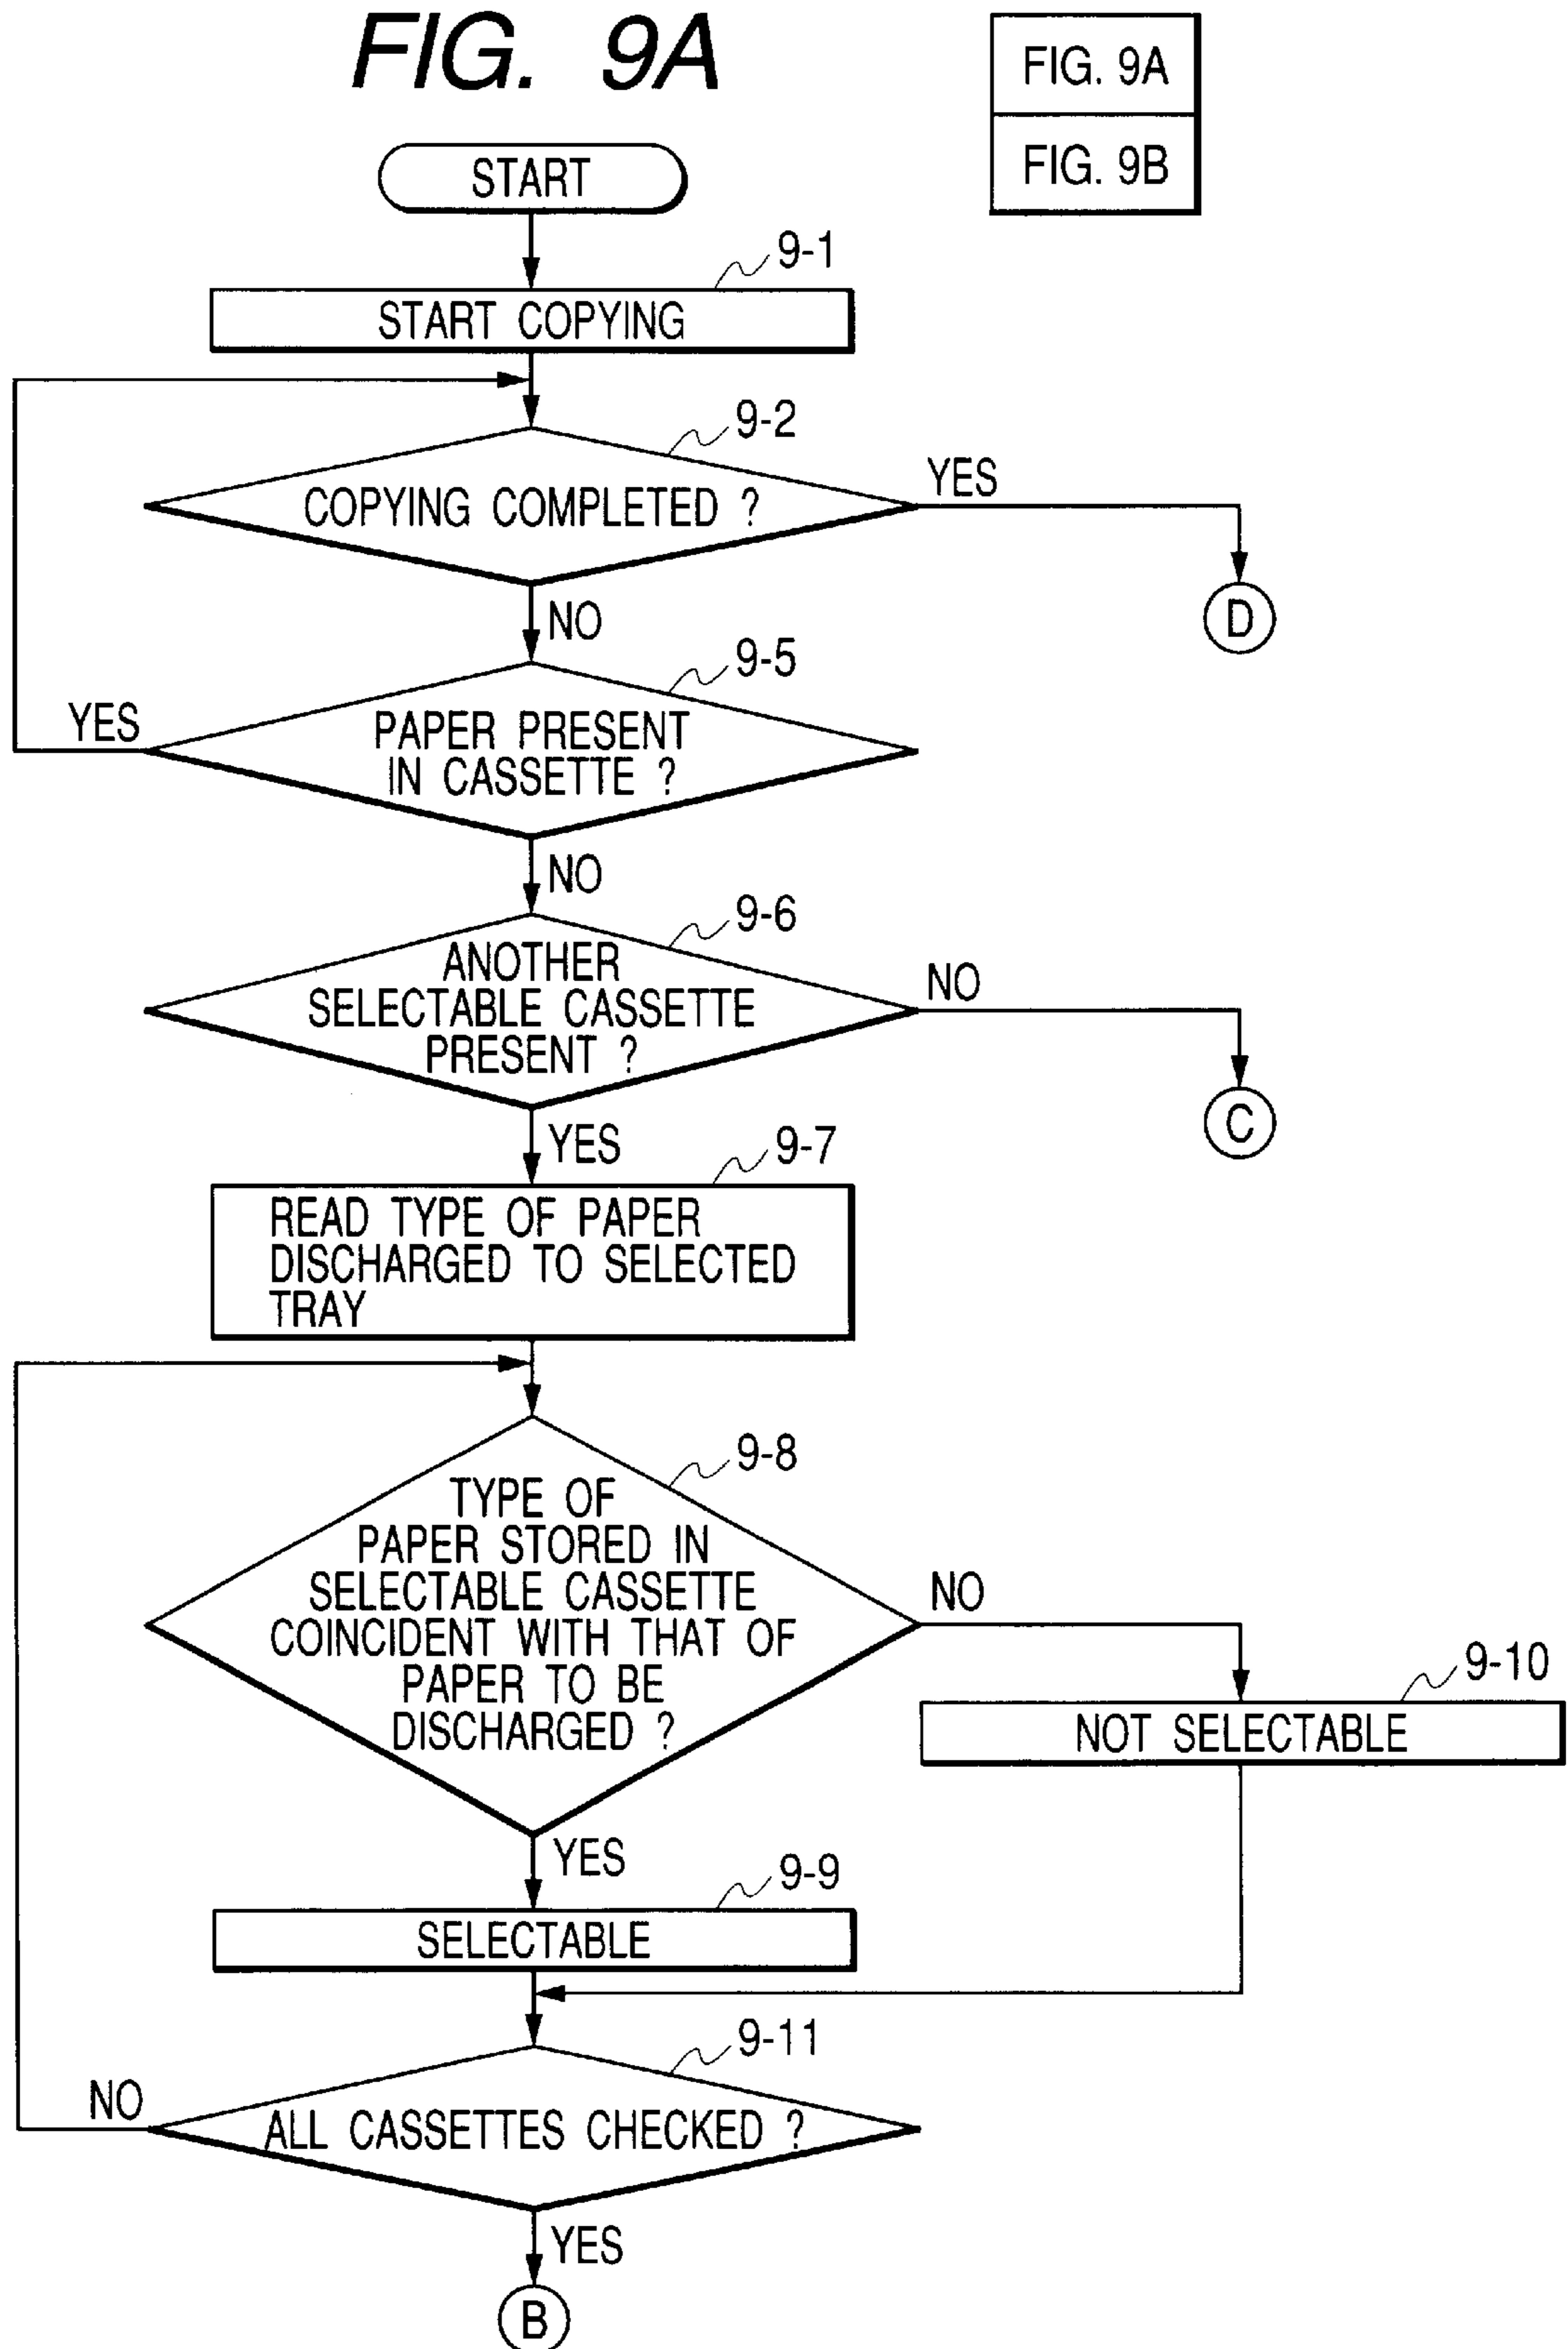 FIG. 9A
FIG. 9A
FIG. 9B
START
9-1
START COPYING
9-2
COPYING COMPLETED ?
YES
D
NO
9-5
YES
PAPER PRESENT
IN CASSETTE ?
NO
9-6
ANOTHER
SELECTABLE CASSETTE
PRESENT ?
NO
C
YES
9-7
READ TYPE OF PAPER
DISCHARGED TO SELECTED
TRAY
9-8
TYPE OF
PAPER STORED IN
SELECTABLE CASSETTE
COINCIDENT WITH THAT OF
PAPER TO BE
DISCHARGED ?
NO
9-10
NOT SELECTABLE
YES
9-9
SELECTABLE
9-11
NO
ALL CASSETTES CHECKED ?
YES
B